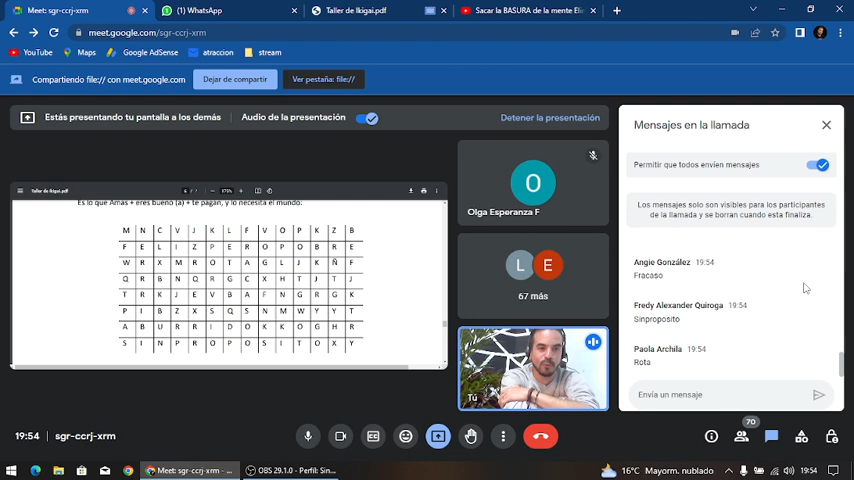 Meet: sgr-ccrj-xrm
(1) WhatsApp
Taller de Ikigai.pdf
Sacar la BASURA de la mente Eli
meet.google.com/sgr-ccrj-xrm
YouTube
Maps
Google AdSense
atraccion
stream
Compartiendo file:// con meet.google.com
Dejar de compartir
Ver pestaña: file://
Estás presentando tu pantalla a los demás
Audio de la presentación
Detener la presentación
Taller de Ikigai.pdf
Es lo que Amas + eres bueno (a) + te pagan, y lo necesita el mundo:
M N C V J K L F V O P K Z B
F E L I Z P E R O P O B R E
W R X M R O T A G L J K Ñ F
Q R B N Q R G C X H T J T J
T R K J E V B A F N G R G K
P I B Z X S Q S N M W Y Y T
A B U R R I D O K K O G H R
S I N P R O P O S I T O X Y
O
Olga Esperanza F
L E
67 más
Tú
Mensajes en la llamada
Permitir que todos envíen mensajes
Los mensajes solo son visibles para los participantes
de la llamada y se borran cuando esta finaliza.
Angie González 19:54
Fracaso
Fredy Alexander Quiroga 19:54
Sinproposito
Paola Archila 19:54
Rota
Envía un mensaje
19:54 sgr-ccrj-xrm
70
Meet: sgr-ccrj-xrm - ...
OBS 29.1.0 - Perfil: Sin...
16°C Mayorm. nublado
19:54